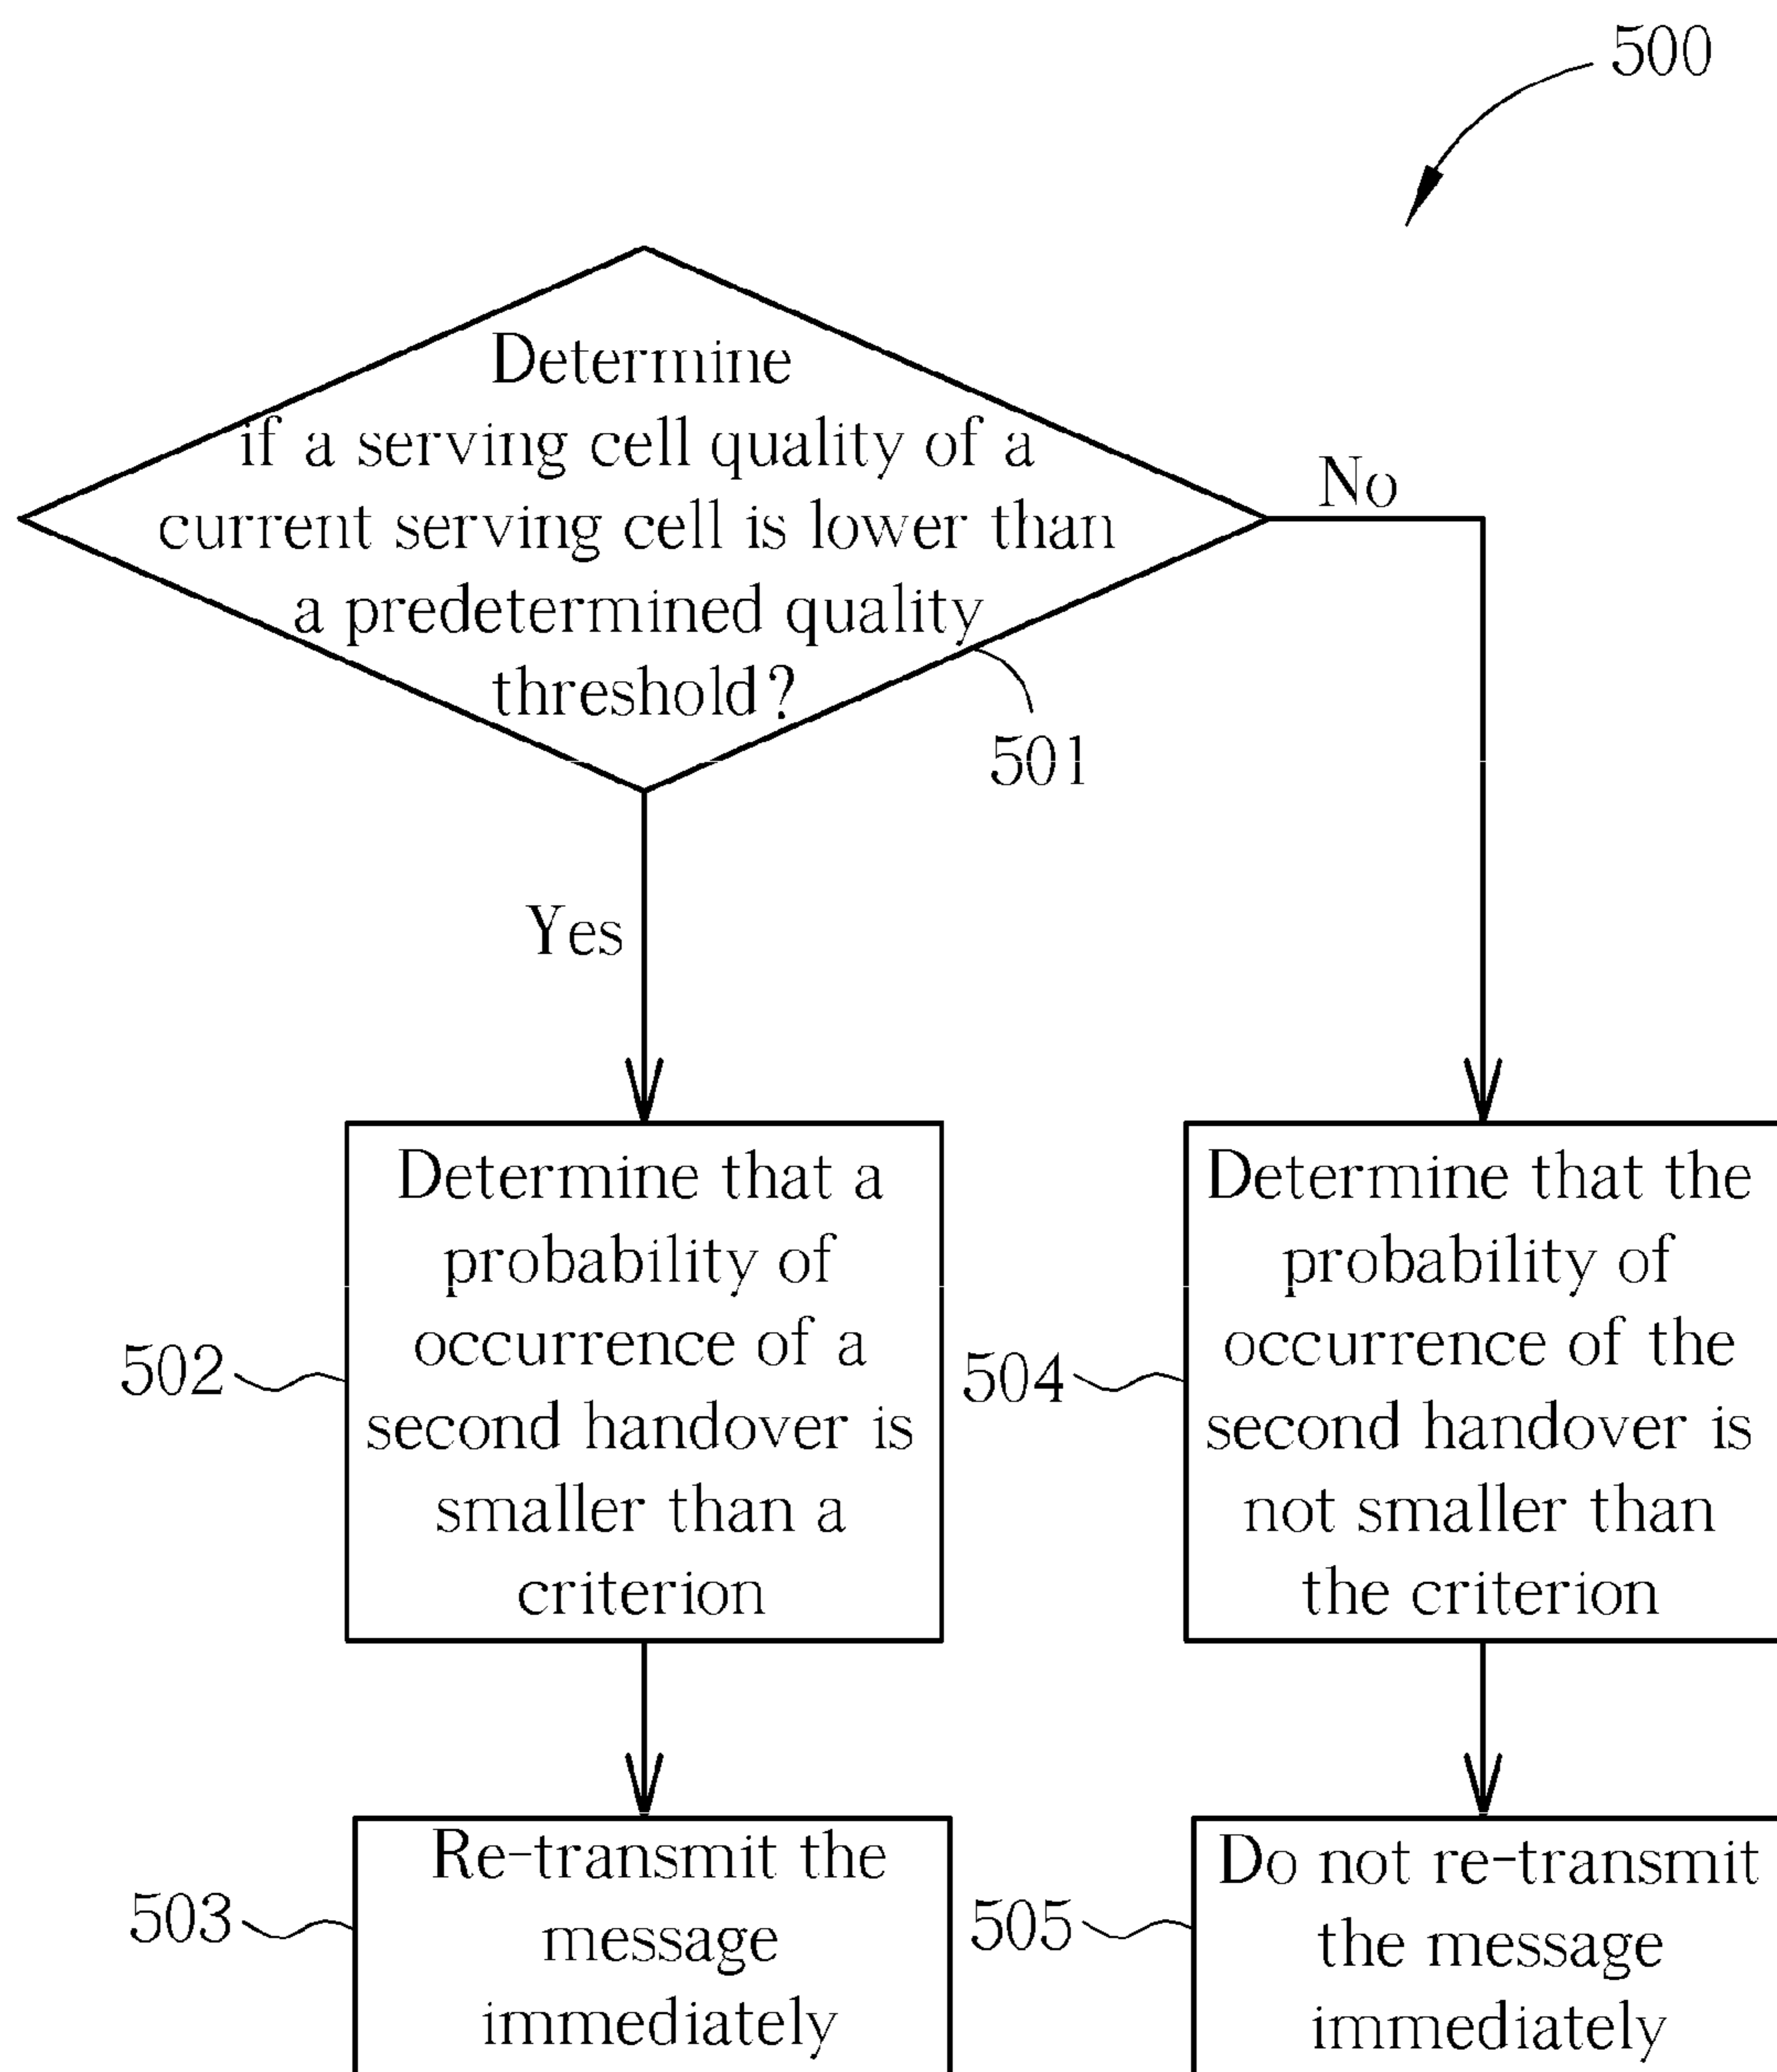 500
Determine
if a serving cell quality of a
current serving cell is lower than
a predetermined quality
threshold?
501
No
Yes
502
Determine that a
probability of
occurrence of a
second handover is
smaller than a
criterion
504
Determine that the
probability of
occurrence of the
second handover is
not smaller than
the criterion
503
Re-transmit the
message
immediately
505
Do not re-transmit
the message
immediately